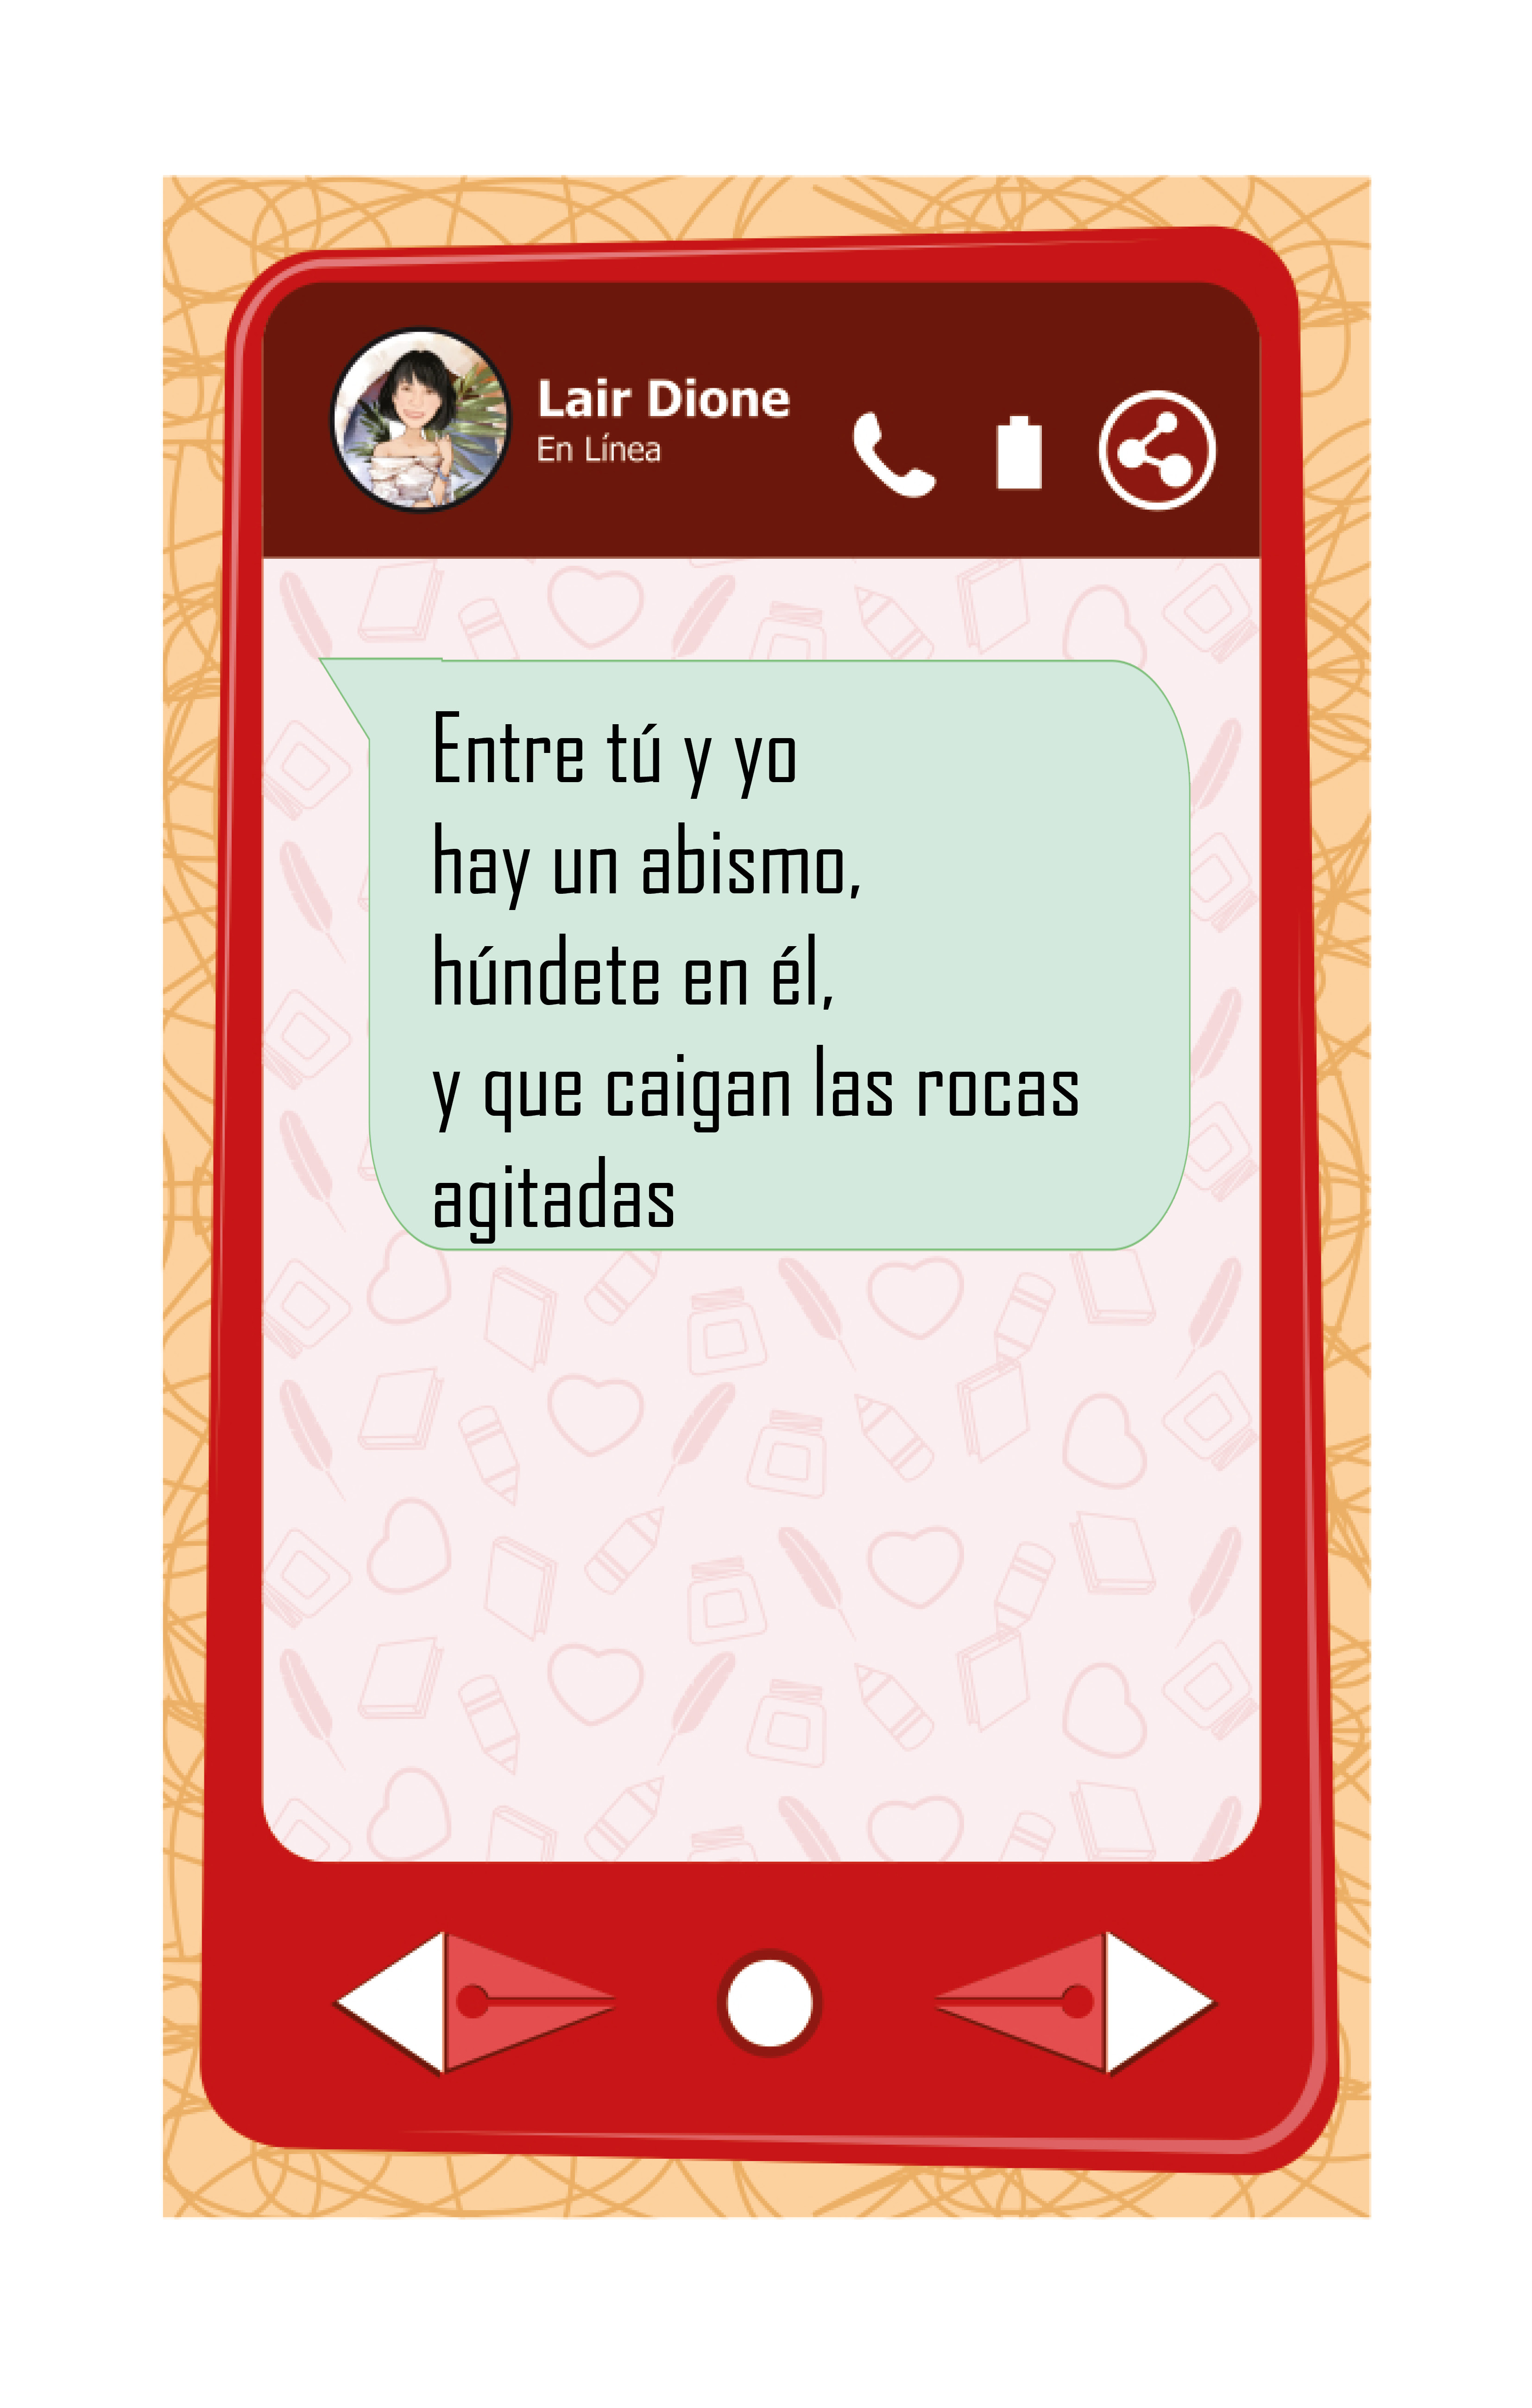 Lair Dione
En Línea
Entre tú y yo
hay un abismo,
húndete en él,
y que caigan las rocas
agitadas